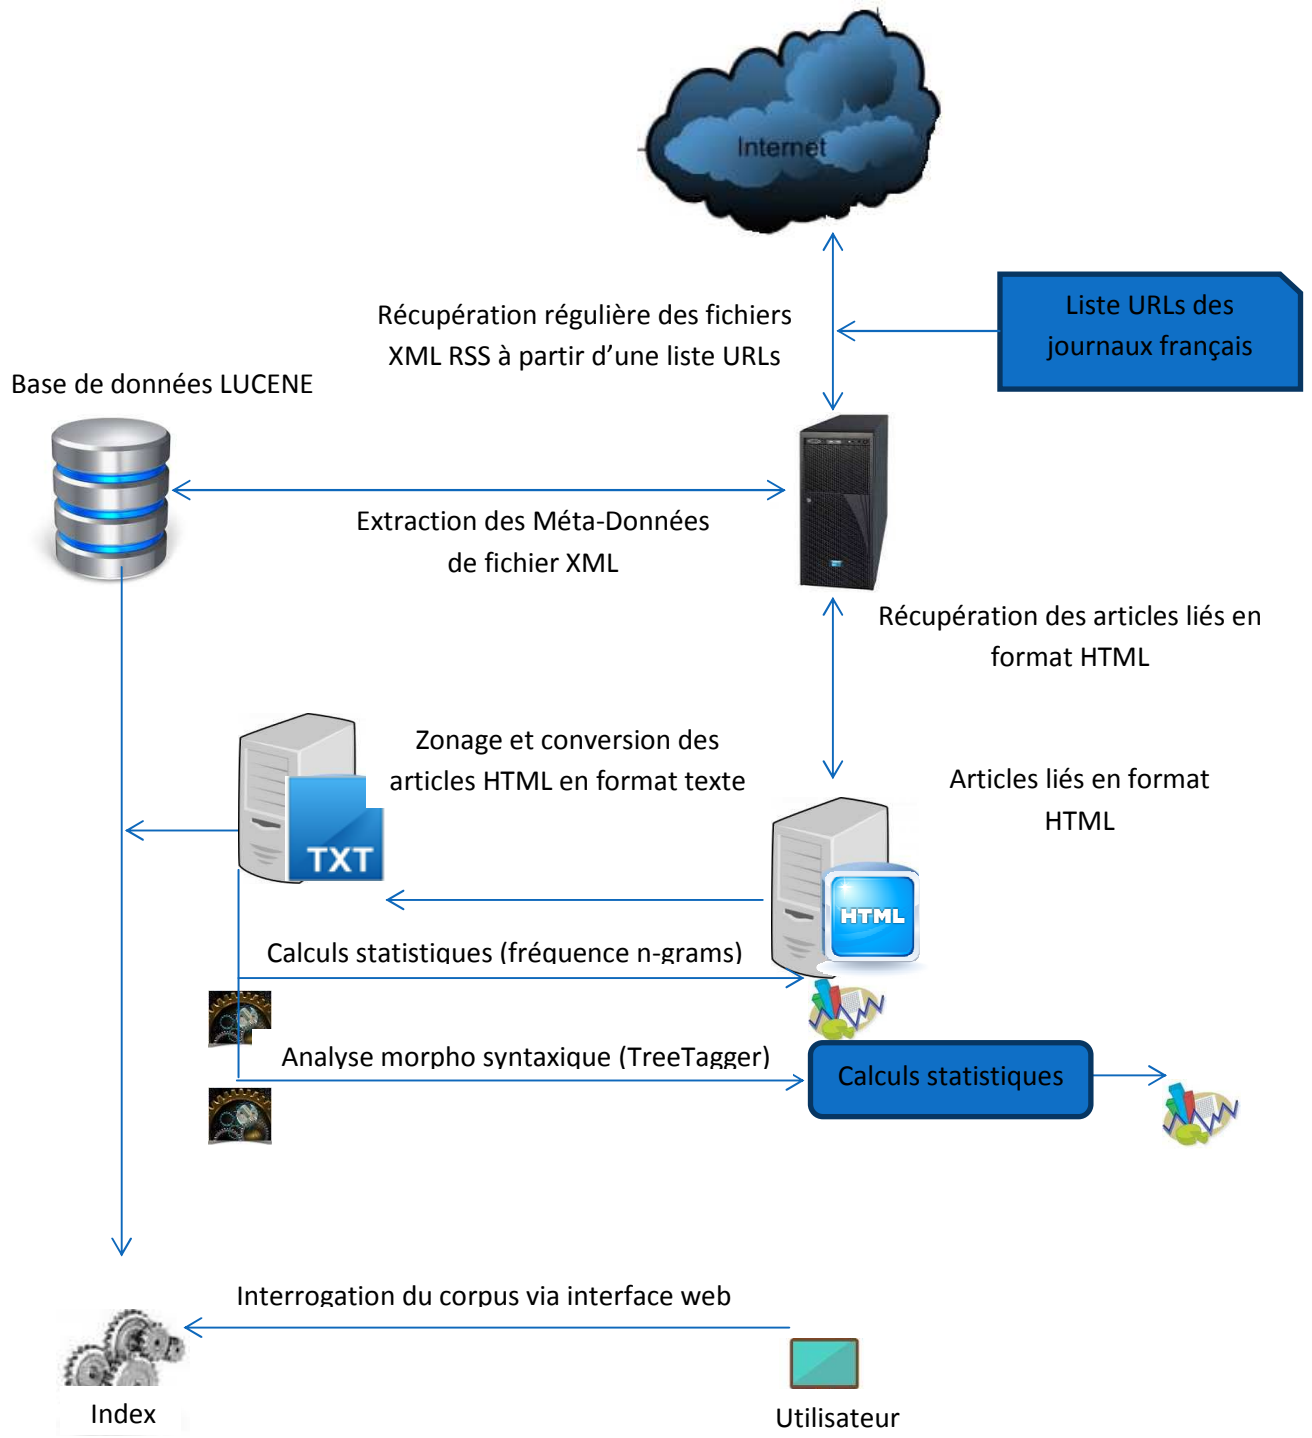 Internet
Liste URLs des
journaux français
Récupération régulière des fichiers
XML RSS à partir d’une liste URLs
Base de données LUCENE
Extraction des Méta-Données
de fichier XML
Récupération des articles liés en
format HTML
Zonage et conversion des
articles HTML en format texte
Articles liés en format
HTML
TXT
HTML
Calculs statistiques (fréquence n-grams)
Analyse morpho syntaxique (TreeTagger)
Calculs statistiques
Interrogation du corpus via interface web
Index
Utilisateur